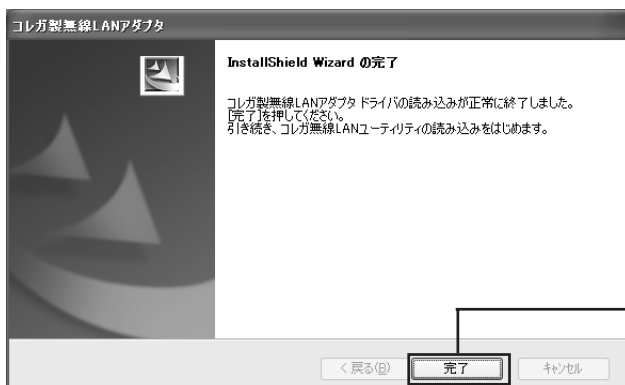 コレガ製無線LANアダプタ
InstallShield Wizard の完了
コレガ製無線LANアダプタ ドライバの読み込みが正常に終了しました。
[完了]を押してください。
引き続き、コレガ無線LANユーティリティの読み込みをはじめます。
< 戻る(B)
完了
キャンセル